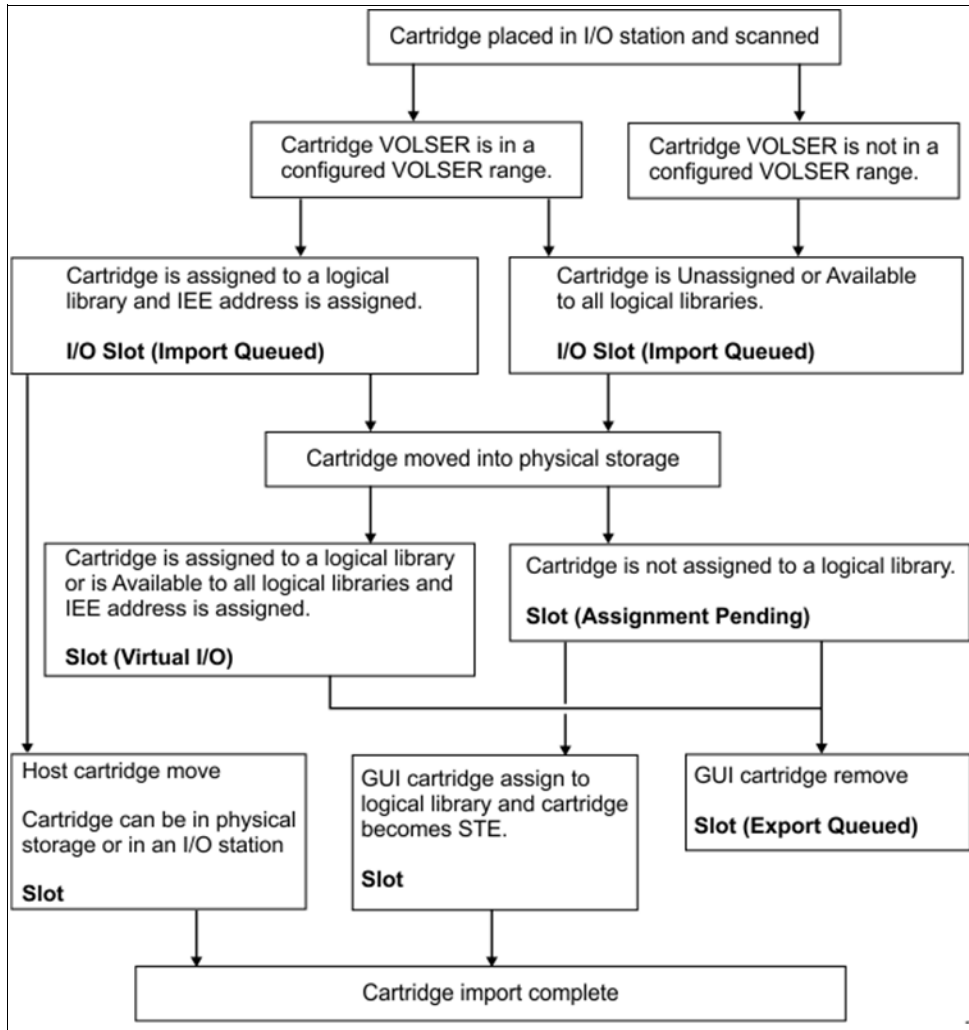 Cartridge placed in I/O station and scanned
Cartridge VOLSER is in a
configured VOLSER range.
Cartridge VOLSER is not in a
configured VOLSER range.
Cartridge is assigned to a logical
library and IEE address is assigned.
I/O Slot (Import Queued)
Cartridge is Unassigned or Available
to all logical libraries.
I/O Slot (Import Queued)
Cartridge moved into physical storage
Cartridge is assigned to a logical library
or is Available to all logical libraries and
IEE address is assigned.
Slot (Virtual I/O)
Cartridge is not assigned to a logical library.
Slot (Assignment Pending)
Host cartridge move
Cartridge can be in physical
storage or in an I/O station
Slot
GUI cartridge assign to
logical library and cartridge
becomes STE.
Slot
GUI cartridge remove
Slot (Export Queued)
Cartridge import complete